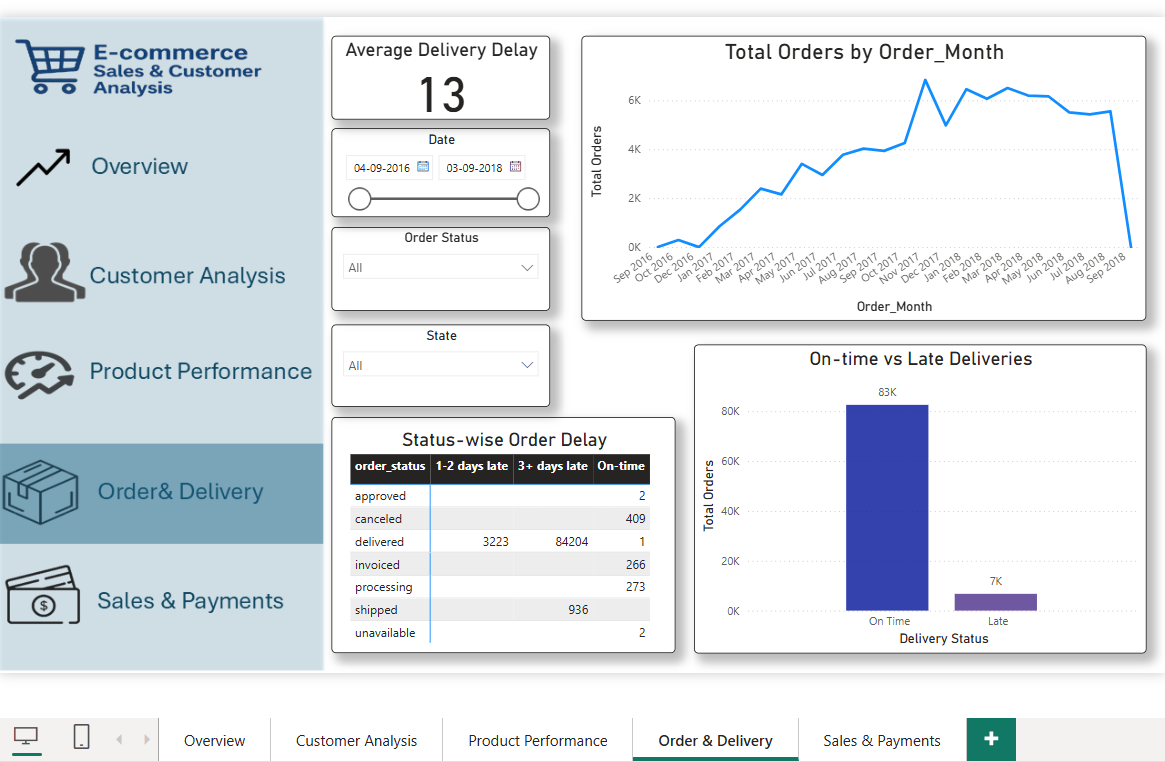 E-commerce
Sales & Customer
Analysis
Overview
Customer Analysis
Product Performance
Order& Delivery
$
Sales & Payments
Average Delivery Delay
13
Date
04-09-2016 03-09-2018
Order Status
All
State
All
Total Orders by Order_Month
Total Orders
6K
4K
2K
0K
Sep 2016 Oct 2016 Dec 2016 Jan 2017 Feb 2017 Mar 2017 Apr 2017 May 2017 Jun 2017 Jul 2017 Aug 2017 Sep 2017 Oct 2017 Nov 2017 Dec 2017 Jan 2018 Feb 2018 Mar 2018 Apr 2018 May 2018 Jun 2018 Jul 2018 Aug 2018 Sep 2018
Order_Month
Status-wise Order Delay
order_status 1-2 days late 3+ days late On-time
approved 2
canceled 409
delivered 3223 84204 1
invoiced 266
processing 273
shipped 936
unavailable 2
On-time vs Late Deliveries
Total Orders
80K
60K
40K
20K
0K
83K
7K
On Time Late
Delivery Status
Overview Customer Analysis Product Performance Order & Delivery Sales & Payments +